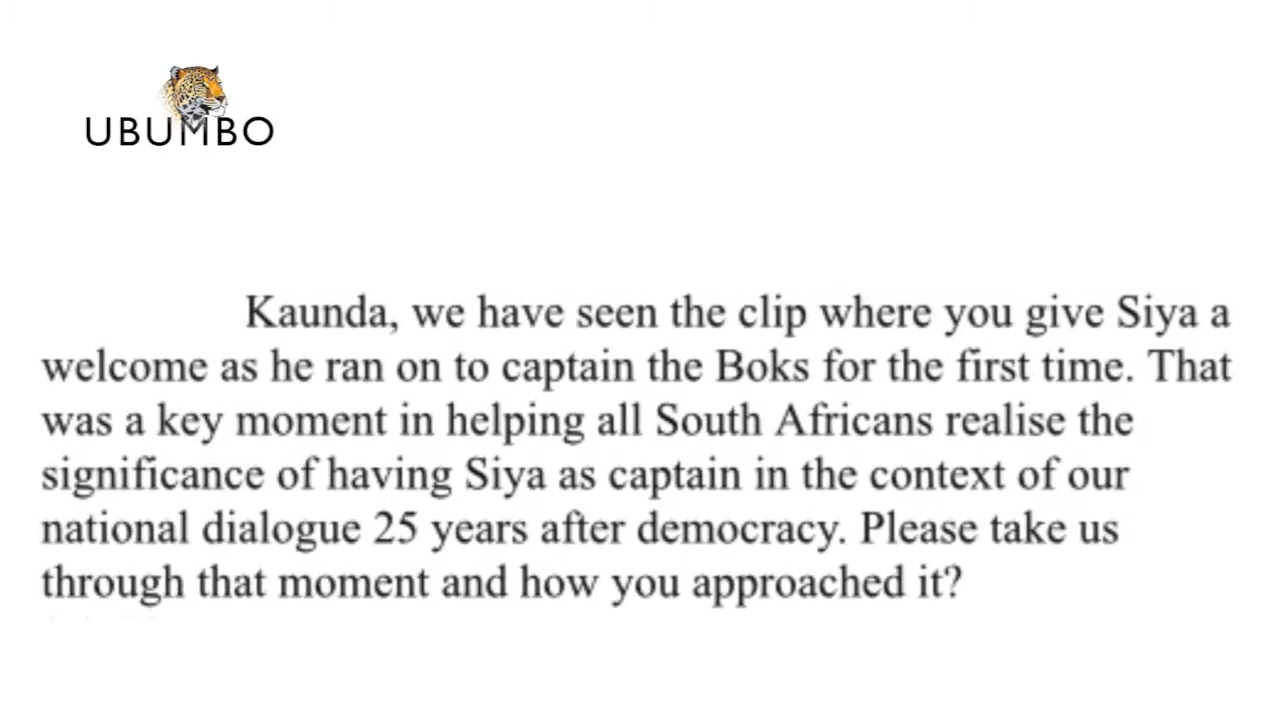 UBUMBO
Kaunda, we have seen the clip where you give Siya a
welcome as he ran on to captain the Boks for the first time. That
was a key moment in helping all South Africans realise the
significance of having Siya as captain in the context of our
national dialogue 25 years after democracy. Please take us
through that moment and how you approached it?